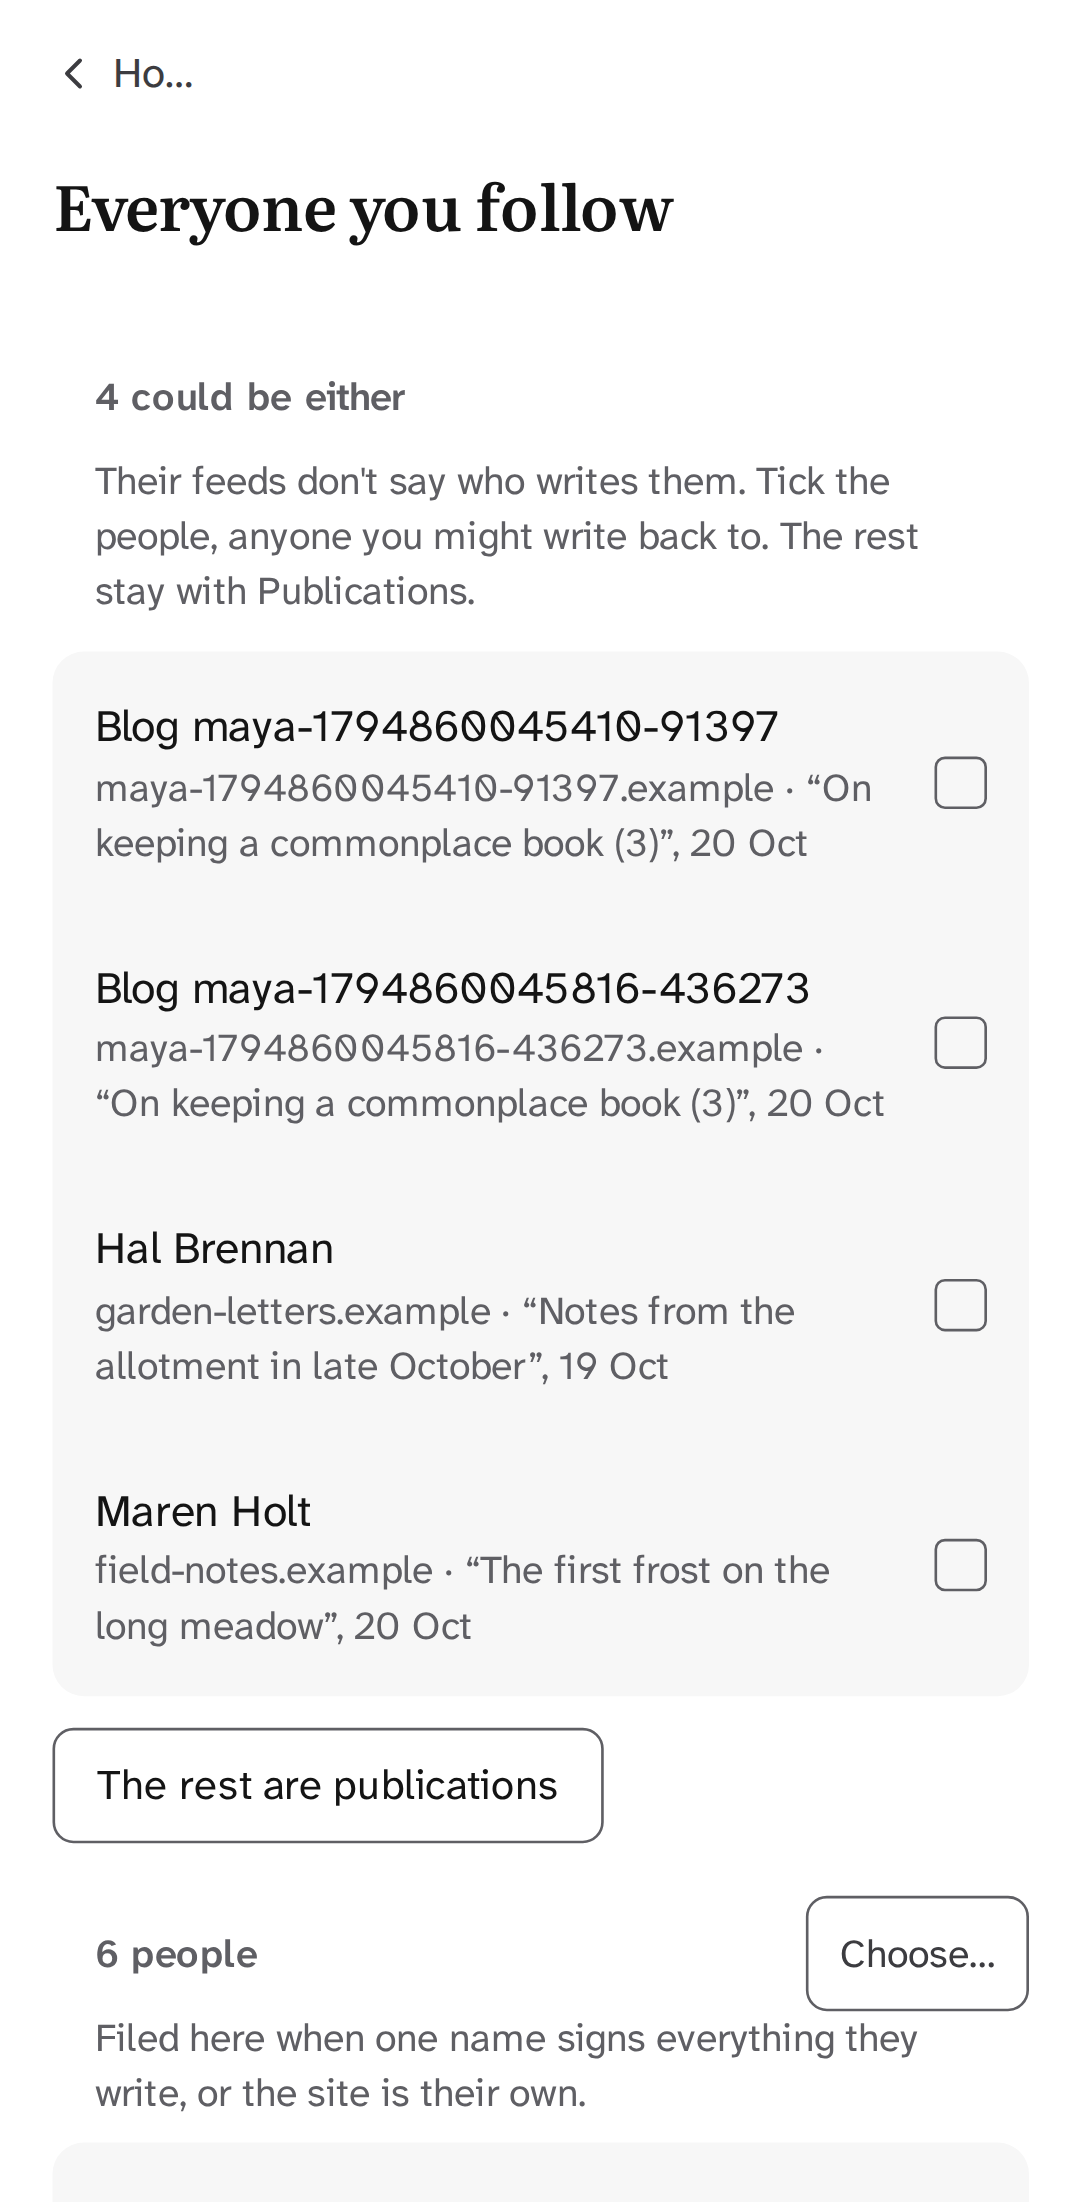 Ho...
Everyone you follow
4 could be either
Their feeds don't say who writes them. Tick the
people, anyone you might write back to. The rest
stay with Publications.
Blog maya-1794860045410-91397
maya-1794860045410-91397.example · “On
keeping a commonplace book (3)”, 20 Oct
Blog maya-1794860045816-436273
maya-1794860045816-436273.example ·
“On keeping a commonplace book (3)”, 20 Oct
Hal Brennan
garden-letters.example · “Notes from the
allotment in late October”, 19 Oct
Maren Holt
field-notes.example · “The first frost on the
long meadow”, 20 Oct
The rest are publications
6 people
Choose...
Filed here when one name signs everything they
write, or the site is their own.